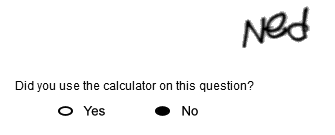 Ned
Did you use the calculator on this question?
Yes No